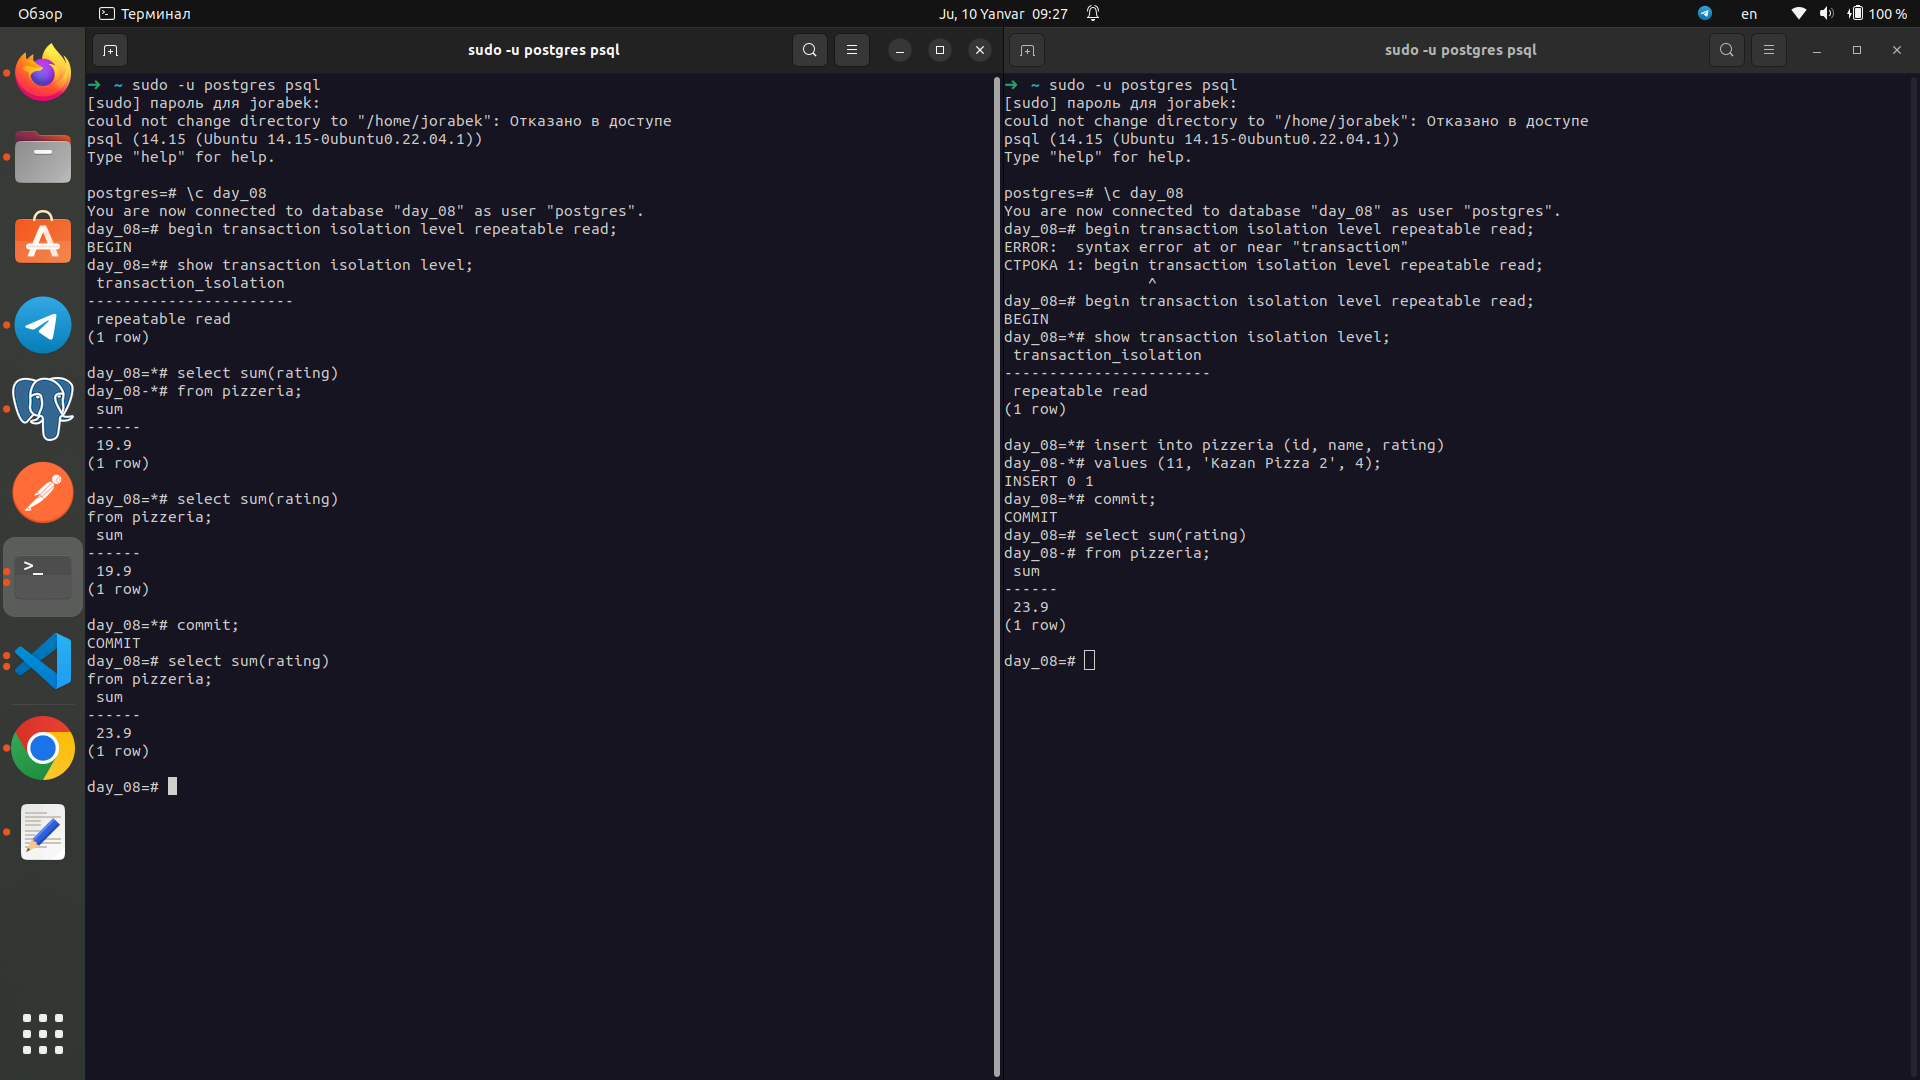 Обзор
Терминал
Ju, 10 Yanvar 09:27
en
100 %
sudo -u postgres psql
➜ ~ sudo -u postgres psql
[sudo] пароль для jorabek:
could not change directory to "/home/jorabek": Отказано в доступе
psql (14.15 (Ubuntu 14.15-0ubuntu0.22.04.1))
Type "help" for help.
postgres=# \c day_08
You are now connected to database "day_08" as user "postgres".
day_08=# begin transaction isolation level repeatable read;
BEGIN
day_08=*# show transaction isolation level;
transaction_isolation
-----------------------
repeatable read
(1 row)
day_08=*# select sum(rating)
day_08-*# from pizzeria;
sum
------
19.9
(1 row)
day_08=*# select sum(rating)
from pizzeria;
sum
------
19.9
(1 row)
day_08=*# commit;
COMMIT
day_08=# select sum(rating)
from pizzeria;
sum
------
23.9
(1 row)
day_08=#
sudo -u postgres psql
➜ ~ sudo -u postgres psql
[sudo] пароль для jorabek:
could not change directory to "/home/jorabek": Отказано в доступе
psql (14.15 (Ubuntu 14.15-0ubuntu0.22.04.1))
Type "help" for help.
postgres=# \c day_08
You are now connected to database "day_08" as user "postgres".
day_08=# begin transactiom isolation level repeatable read;
ERROR:  syntax error at or near "transactiom"
СТРОКА 1: begin transactiom isolation level repeatable read;
^
day_08=# begin transaction isolation level repeatable read;
BEGIN
day_08=*# show transaction isolation level;
transaction_isolation
-----------------------
repeatable read
(1 row)
day_08=*# insert into pizzeria (id, name, rating)
day_08-*# values (11, 'Kazan Pizza 2', 4);
INSERT 0 1
day_08=*# commit;
COMMIT
day_08=# select sum(rating)
day_08-# from pizzeria;
sum
------
23.9
(1 row)
day_08=#